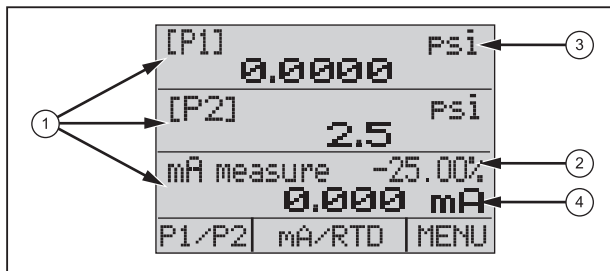 [P1] psi
0.0000
[P2] psi
2.5
mA measure -25.00%
0.000 mA
P1/P2 mA/RTD MENU
1
3
2
4